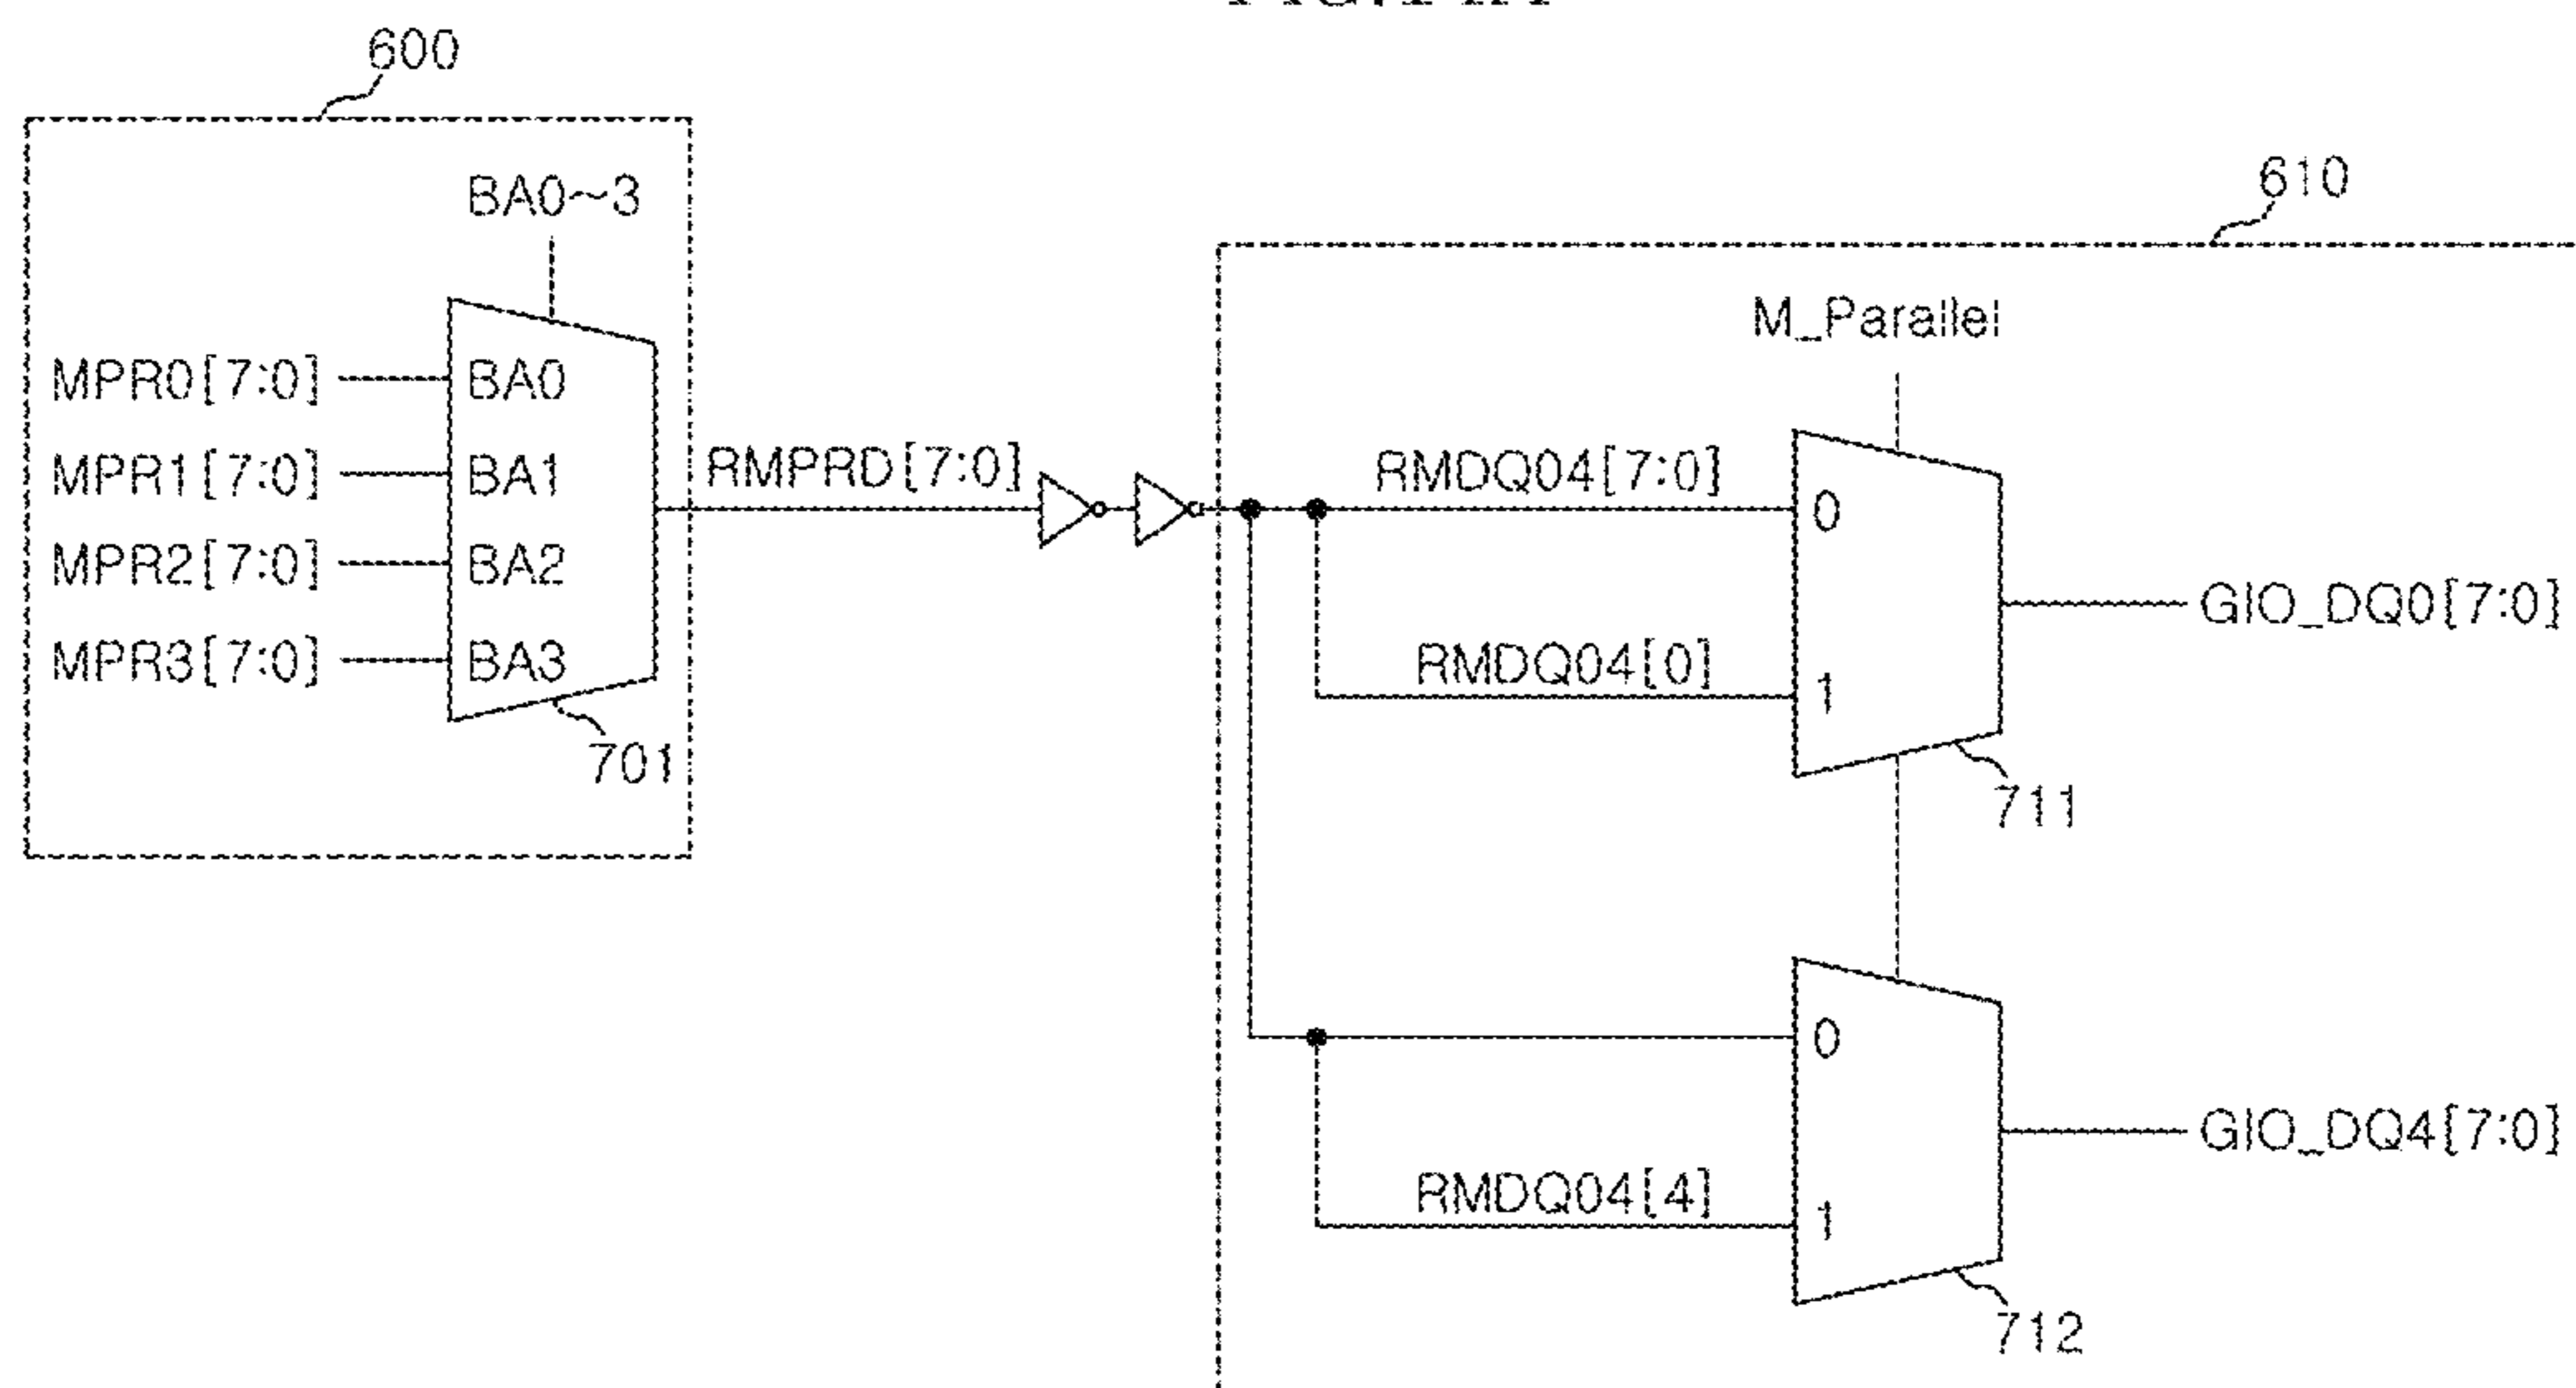 600
BA0~3
MPR0[7:0]
BA0
MPR1[7:0]
BA1
MPR2[7:0]
BA2
MPR3[7:0]
BA3
701
RMPRD[7:0]
610
M_Parallel
RMDQ04[7:0]
0
RMDQ04[0]
1
GIO_DQ0[7:0]
711
0
RMDQ04[4]
1
GIO_DQ4[7:0]
712